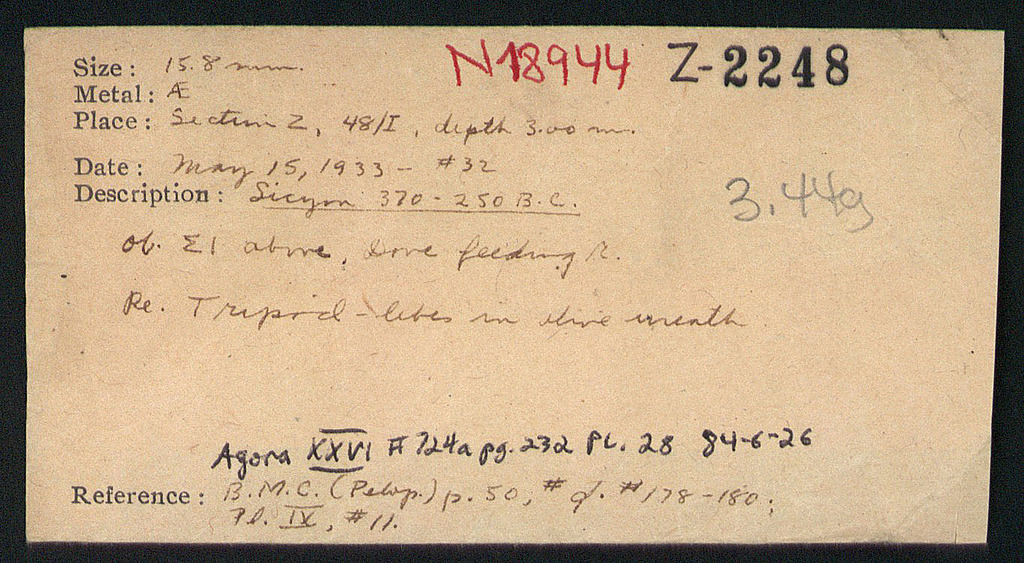 N18944 Z-2248
Size: 15.8 mm.
Metal: Æ
Place: Section Z, 48/I, depth 3.00 m.
Date: May 15, 1933 - #32
Description: Sicyon 370-250 B.C.
3.44g
Ob. ΣI above, Dove feeding R.
Re. Tripod-lebes in olive wreath
Agora XXVI # 724a pg. 232 PL. 28 84-6-26
Reference: B.M.C. (Pelop.) p. 50, # cf. #178-180;
Pl. IX, #11.